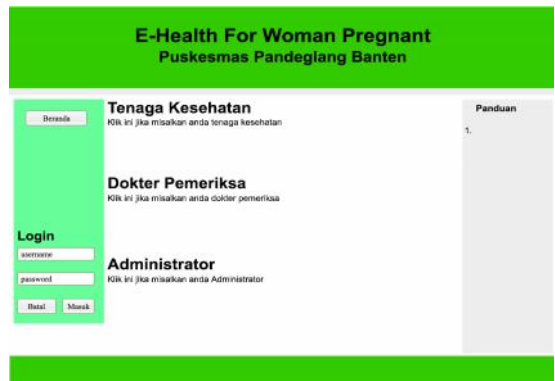 E-Health For Woman Pregnant
Puskesmas Pandeglang Banten
Beranda
Login
username
password
Batal Masuk
Tenaga Kesehatan
Klik ini jika misalkan anda tenaga kesehatan
Dokter Pemeriksa
Klik ini jika misalkan anda dokter pemeriksa
Administrator
Klik ini jika misalkan anda Administrator
Panduan
1.